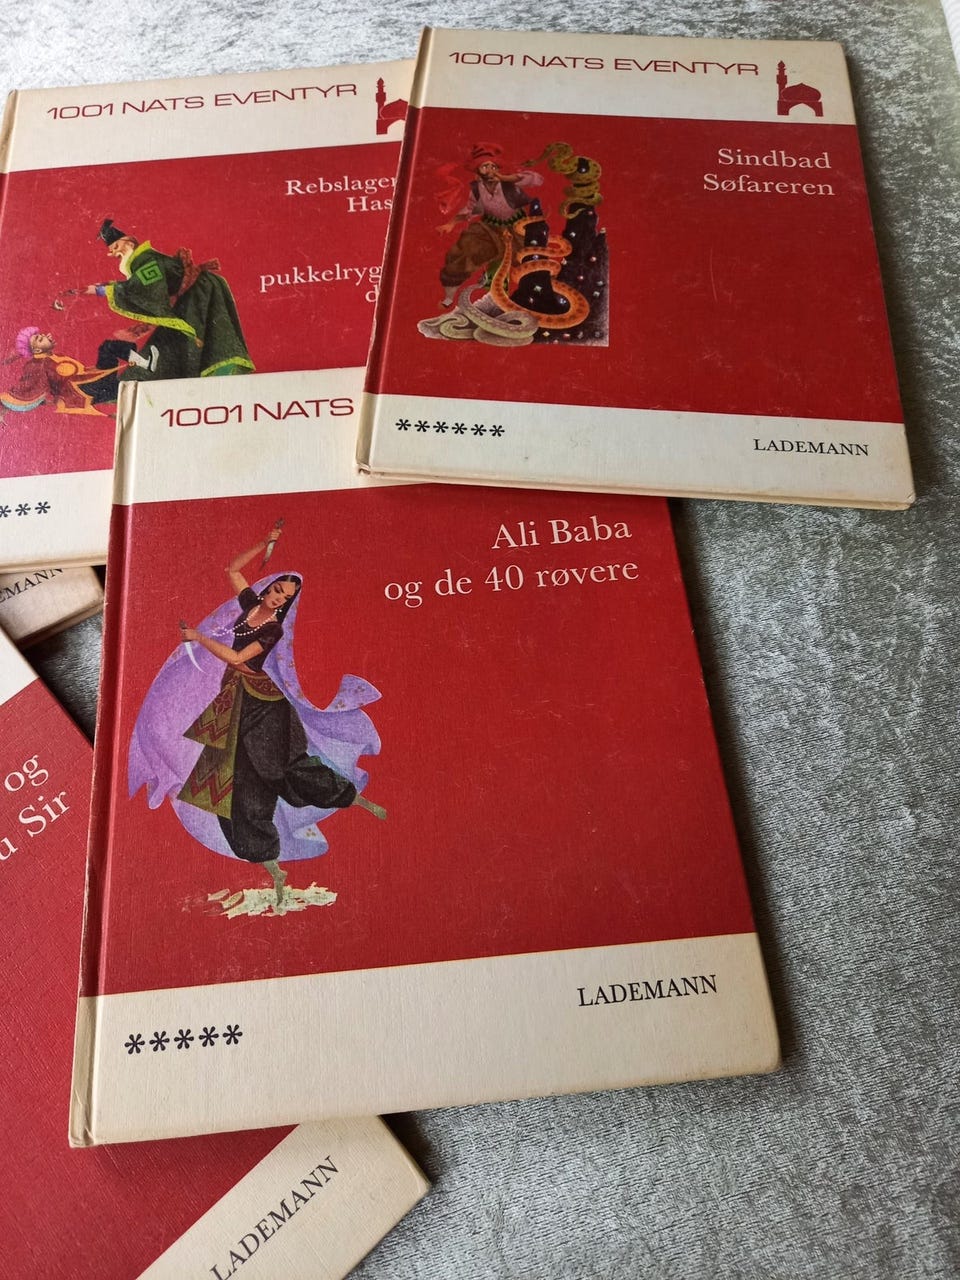 1001 NATS EVENTYR
Rebslager
Has
pukkelryg
d
****
EMANN
1001 NATS EVENTYR
Sindbad
Søfareren
******
LADEMANN
1001 NATS
Ali Baba
og de 40 røvere
*****
LADEMANN
og
u Sir
LADEMANN